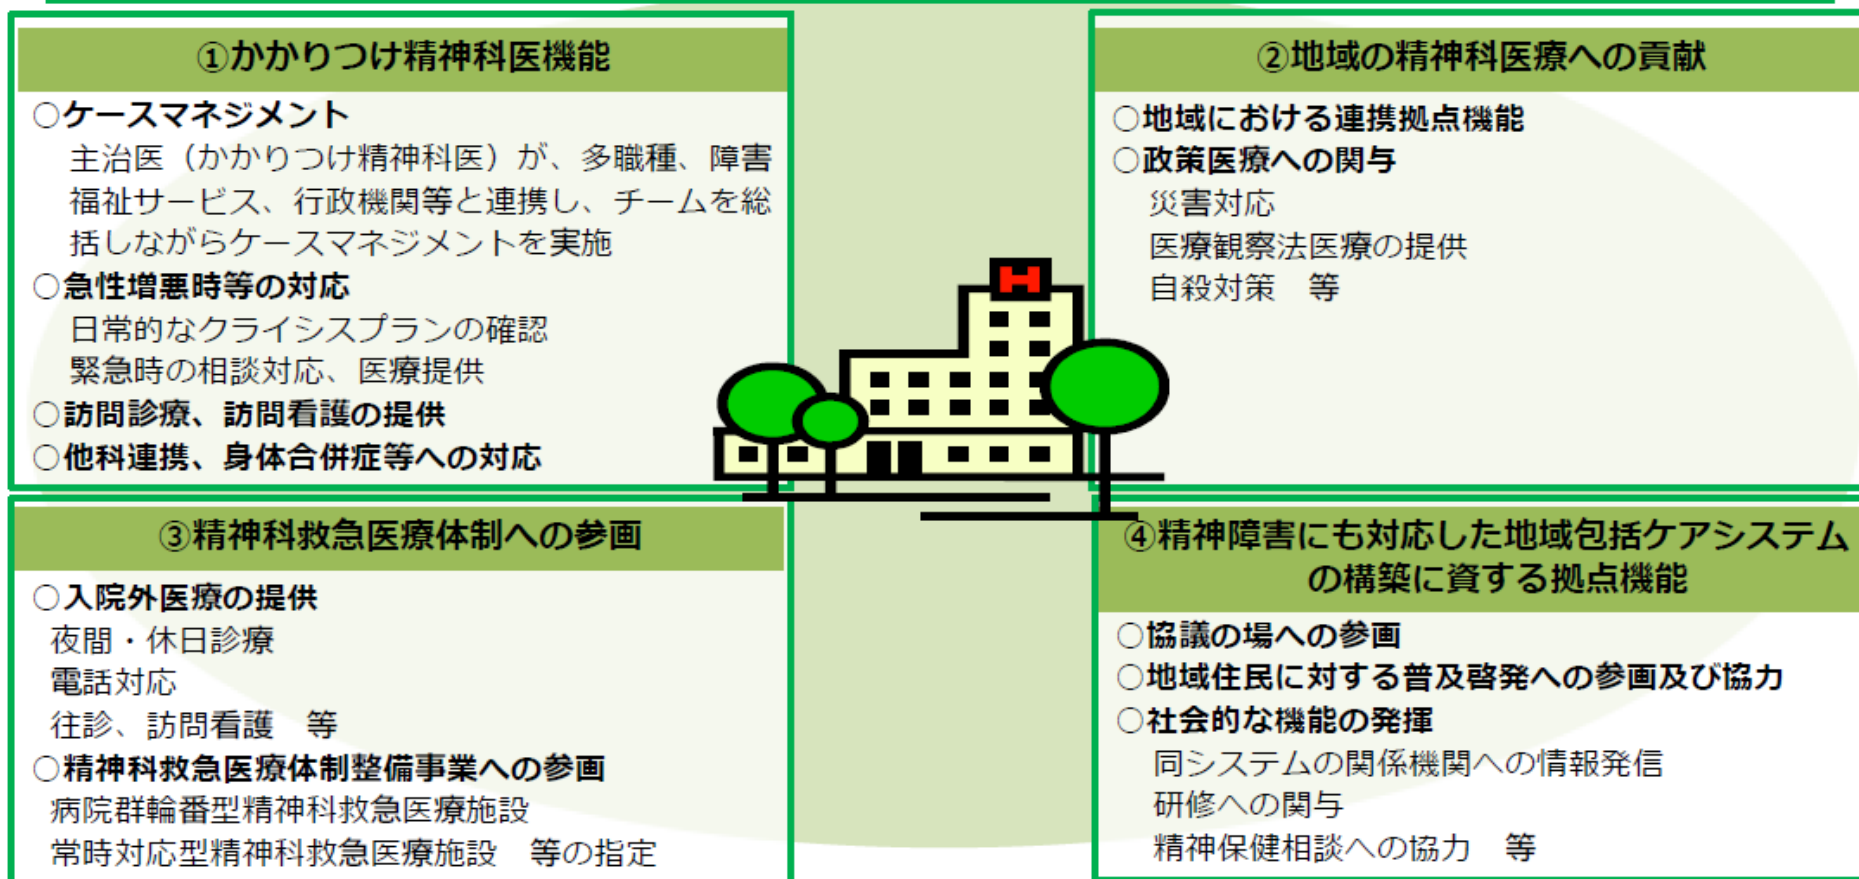 ①かかりつけ精神科医機能
○ケースマネジメント
主治医（かかりつけ精神科医）が、多職種、障害
福祉サービス、行政機関等と連携し、チームを総
括しながらケースマネジメントを実施
○急性増悪時等の対応
日常的なクライシスプランの確認
緊急時の相談対応、医療提供
○訪問診療、訪問看護の提供
○他科連携、身体合併症等への対応
②地域の精神科医療への貢献
○地域における連携拠点機能
○政策医療への関与
災害対応
医療観察法医療の提供
自殺対策　等
H
③精神科救急医療体制への参画
○入院外医療の提供
夜間・休日診療
電話対応
往診、訪問看護　等
○精神科救急医療体制整備事業への参画
病院群輪番型精神科救急医療施設
常時対応型精神科救急医療施設　等の指定
④精神障害にも対応した地域包括ケアシステム
の構築に資する拠点機能
○協議の場への参画
○地域住民に対する普及啓発への参画及び協力
○社会的な機能の発揮
同システムの関係機関への情報発信
研修への関与
精神保健相談への協力　等